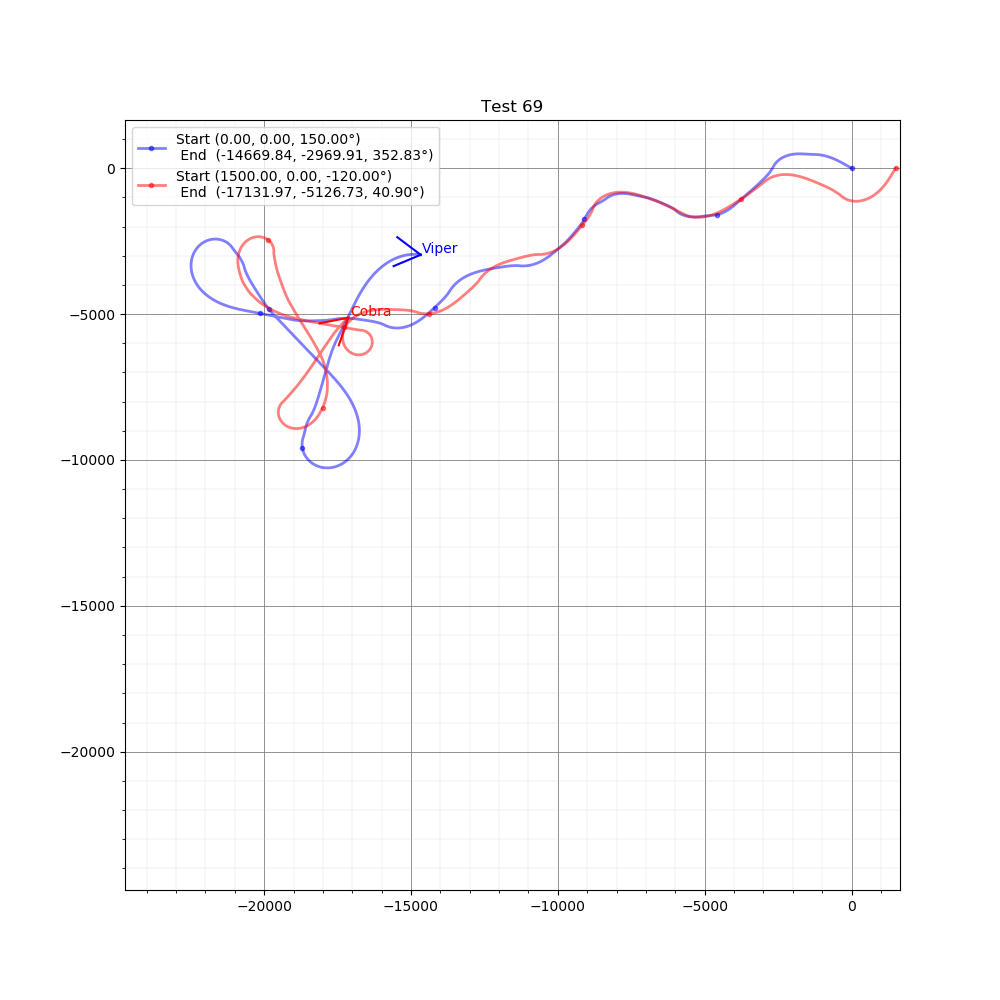 Test 69
Start (0.00, 0.00, 150.00°)
End  (-14669.84, -2969.91, 352.83°)
Start (1500.00, 0.00, -120.00°)
End  (-17131.97, -5126.73, 40.90°)
Viper
Cobra
0
−5000
−10000
−15000
−20000
−20000 −15000 −10000 −5000 0